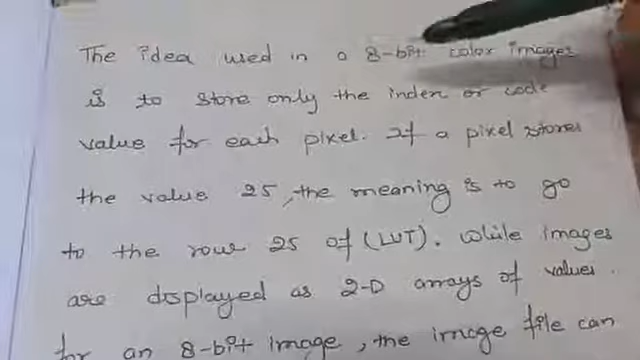 The idea used in a 8-bit color images
is to store only the index or code
value for each pixel. If a pixel stores
the value 25, the meaning is to go
to the row 25 of (LUT). While images
are displayed as 2-D arrays of values.
for an 8-bit image, the image file can